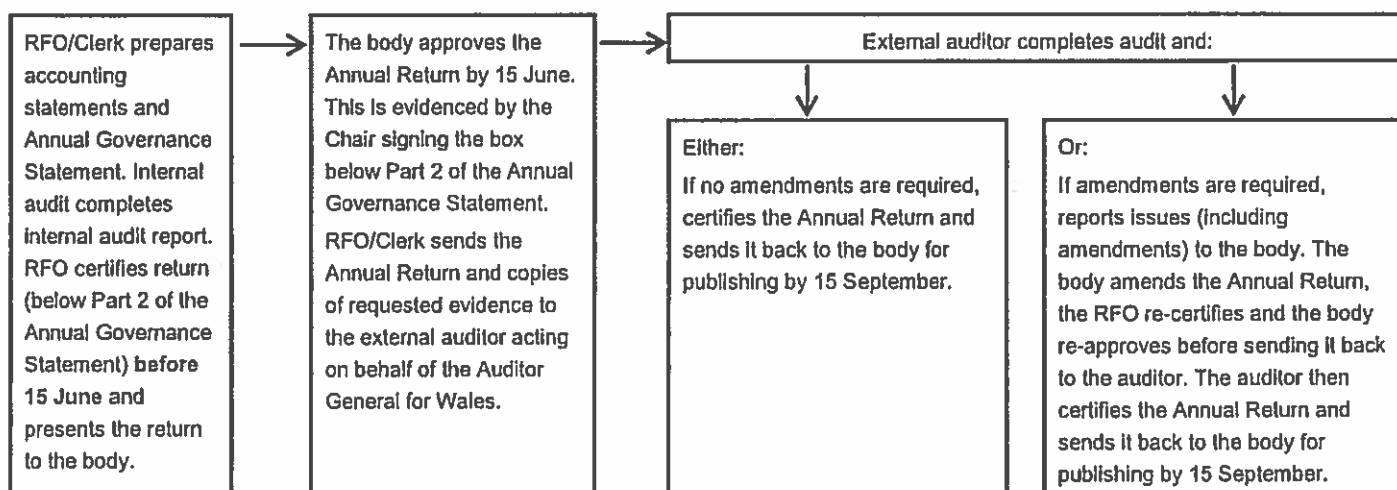 RFO/Clerk prepares
accounting
statements and
Annual Governance
Statement. Internal
audit completes
internal audit report.
RFO certifies return
(below Part 2 of the
Annual Governance
Statement) before
15 June and
presents the return
to the body.
The body approves the
Annual Return by 15 June.
This is evidenced by the
Chair signing the box
below Part 2 of the Annual
Governance Statement.
RFO/Clerk sends the
Annual Return and copies
of requested evidence to
the external auditor acting
on behalf of the Auditor
General for Wales.
External auditor completes audit and:
Either:
If no amendments are required,
certifies the Annual Return and
sends it back to the body for
publishing by 15 September.
Or:
If amendments are required,
reports issues (including
amendments) to the body. The
body amends the Annual Return,
the RFO re-certifies and the body
re-approves before sending it back
to the auditor. The auditor then
certifies the Annual Return and
sends it back to the body for
publishing by 15 September.